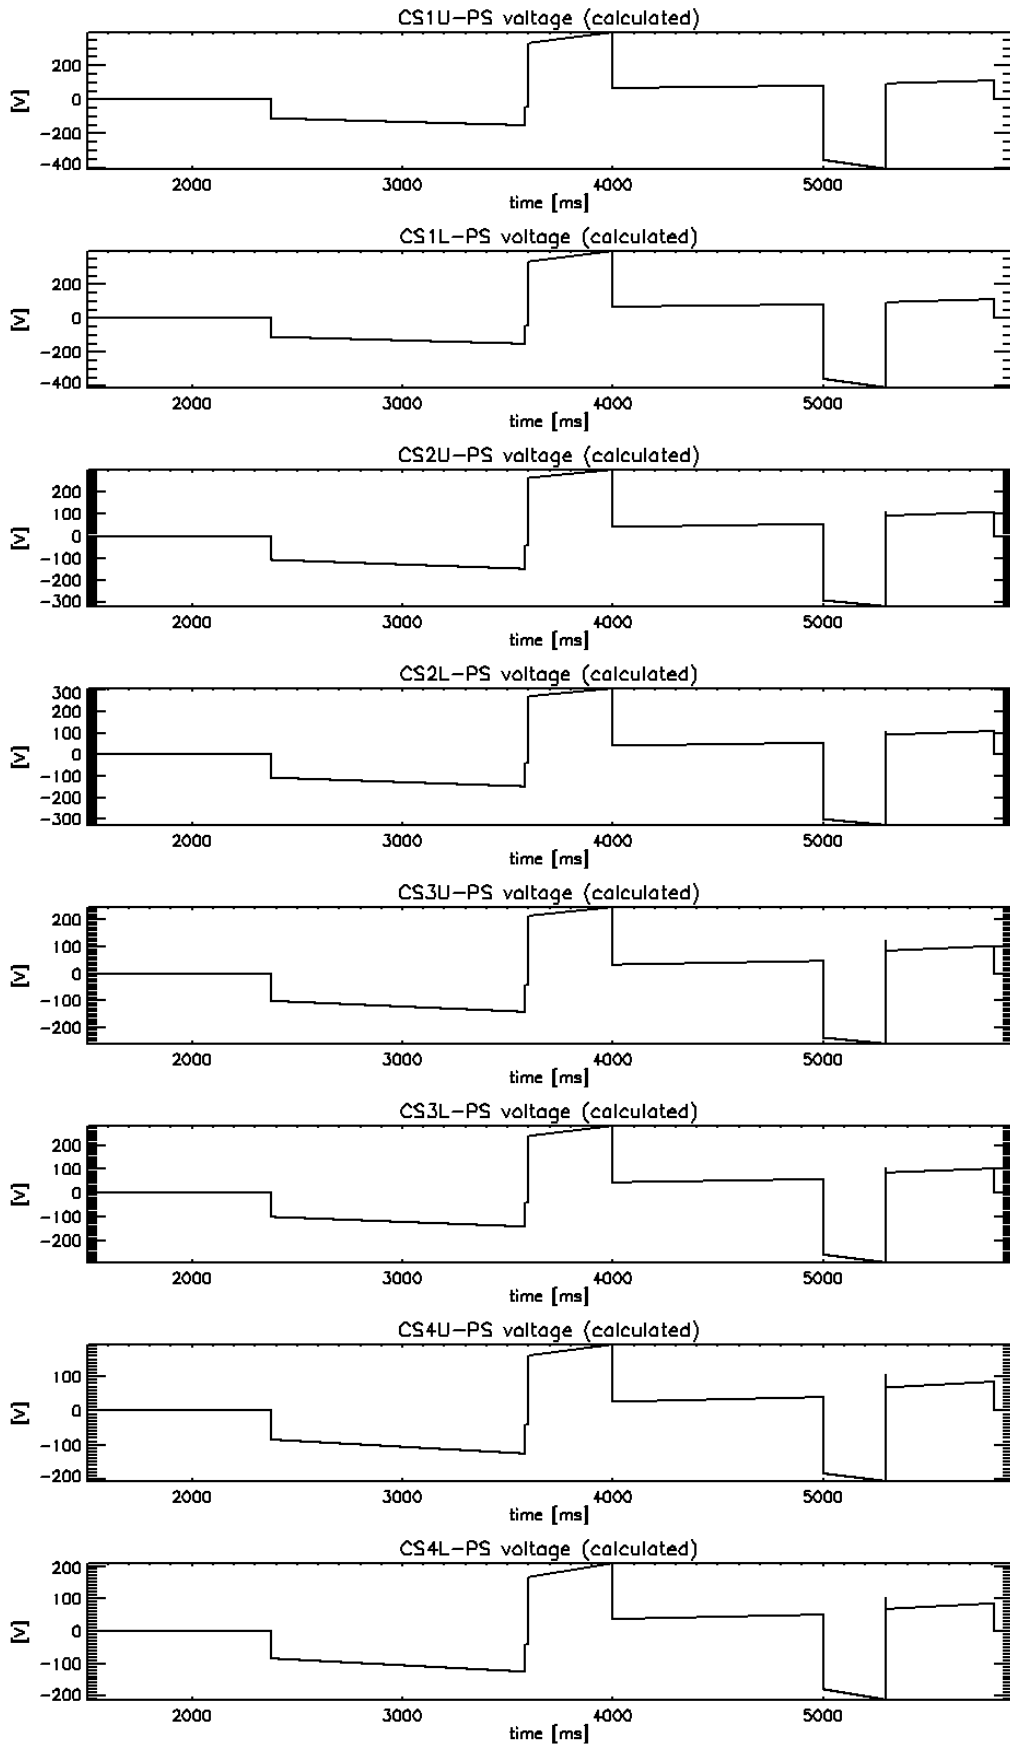 CS1U-PS voltage (calculated)
200
0
-200
-400
[V]
2000 3000 4000 5000
time [ms]
CS1L-PS voltage (calculated)
200
0
-200
-400
[V]
2000 3000 4000 5000
time [ms]
CS2U-PS voltage (calculated)
200
100
0
-100
-200
-300
[V]
2000 3000 4000 5000
time [ms]
CS2L-PS voltage (calculated)
300
200
100
0
-100
-200
-300
[V]
2000 3000 4000 5000
time [ms]
CS3U-PS voltage (calculated)
200
100
0
-100
-200
[V]
2000 3000 4000 5000
time [ms]
CS3L-PS voltage (calculated)
200
100
0
-100
-200
[V]
2000 3000 4000 5000
time [ms]
CS4U-PS voltage (calculated)
100
0
-100
-200
[V]
2000 3000 4000 5000
time [ms]
CS4L-PS voltage (calculated)
200
100
0
-100
-200
[V]
2000 3000 4000 5000
time [ms]